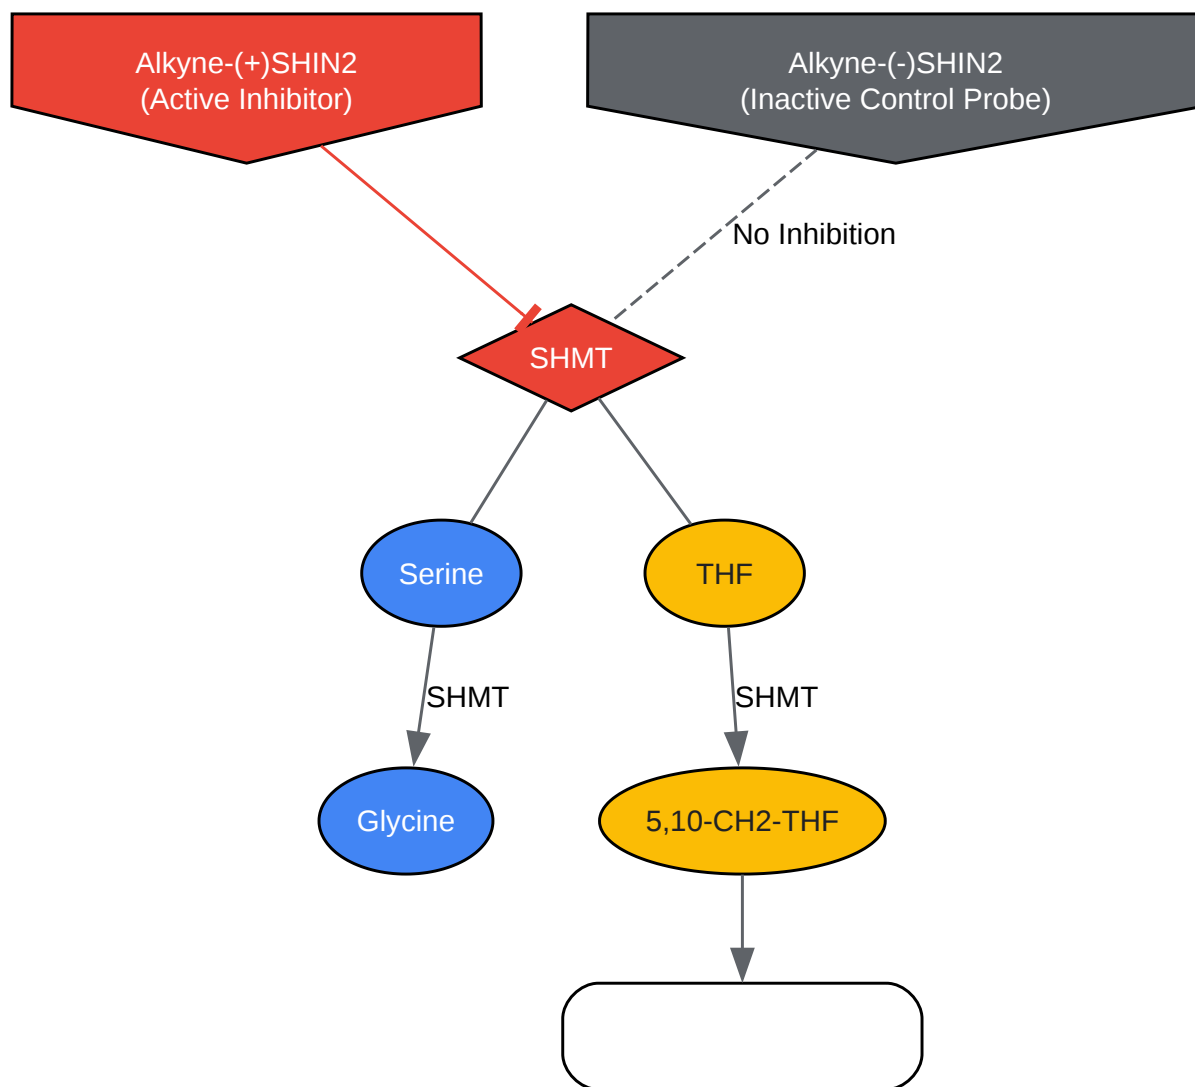 Alkyne-(+)SHIN2
(Active Inhibitor)
Alkyne-(-)SHIN2
(Inactive Control Probe)
No Inhibition
SHMT
Serine
THF
SHMT
SHMT
Glycine
5,10-CH2-THF